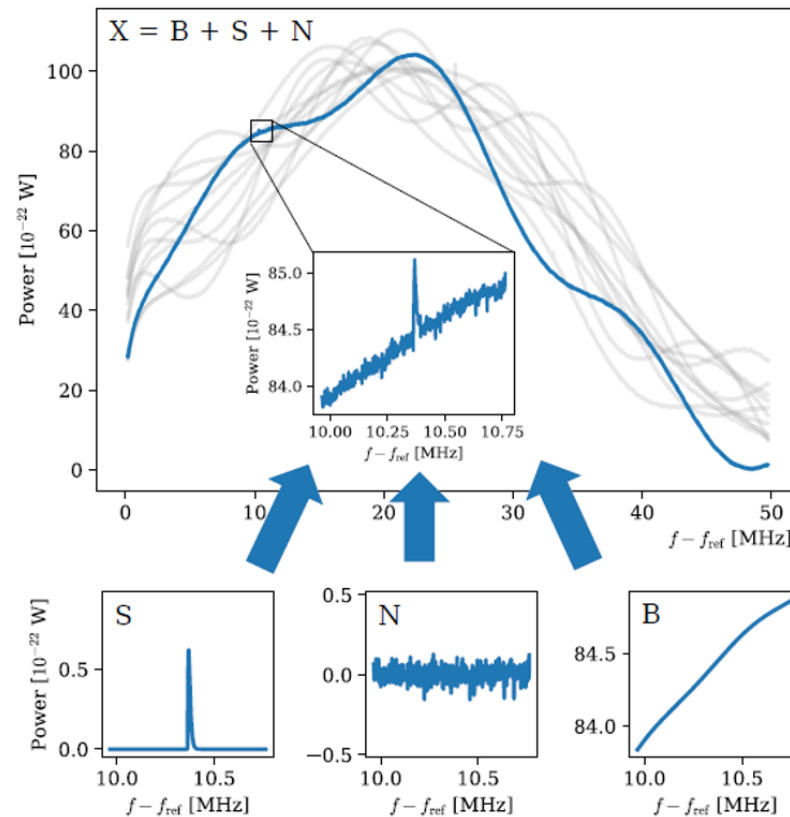 X = B + S + N
Power [10⁻²² W]
100
80
60
40
20
0
Power [10⁻²² W]
85.0
84.5
84.0
10.00 10.25 10.50 10.75
f − f_ref [MHz]
0 10 20 30 40 50
f − f_ref [MHz]
S
Power [10⁻²² W]
0.5
0.0
10.0 10.5
f − f_ref [MHz]
N
0.5
0.0
−0.5
10.0 10.5
f − f_ref [MHz]
B
84.5
84.0
10.0 10.5
f − f_ref [MHz]